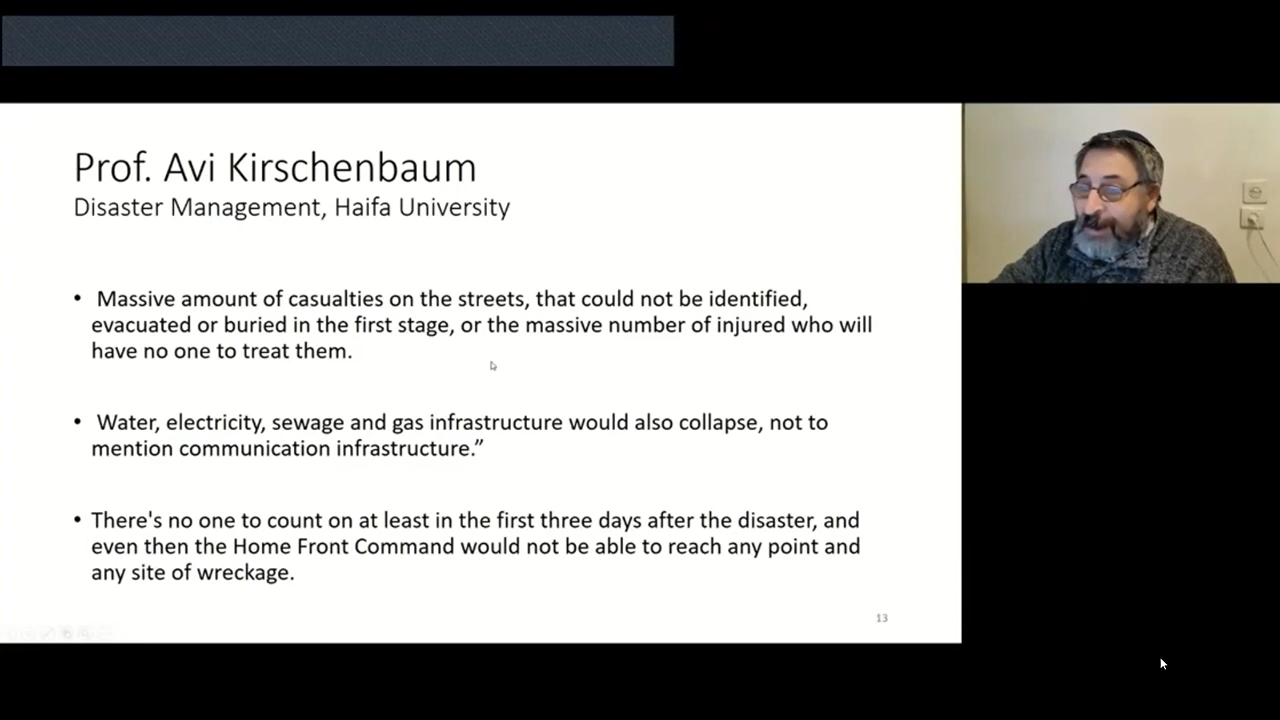 Prof. Avi Kirschenbaum
Disaster Management, Haifa University
• Massive amount of casualties on the streets, that could not be identified,
evacuated or buried in the first stage, or the massive number of injured who will
have no one to treat them.
• Water, electricity, sewage and gas infrastructure would also collapse, not to
mention communication infrastructure.”
• There's no one to count on at least in the first three days after the disaster, and
even then the Home Front Command would not be able to reach any point and
any site of wreckage.
13